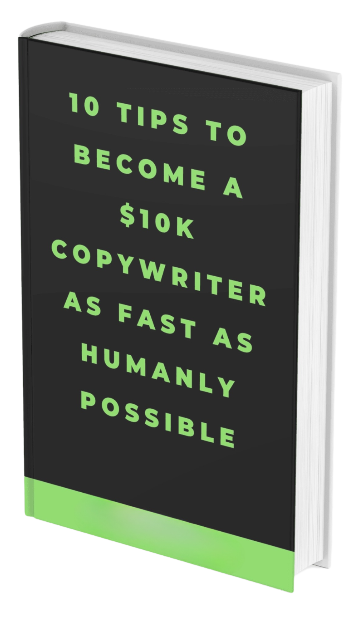 10 TIPS TO
BECOME A
$10K
COPYWRITER
AS FAST AS
HUMANLY
POSSIBLE